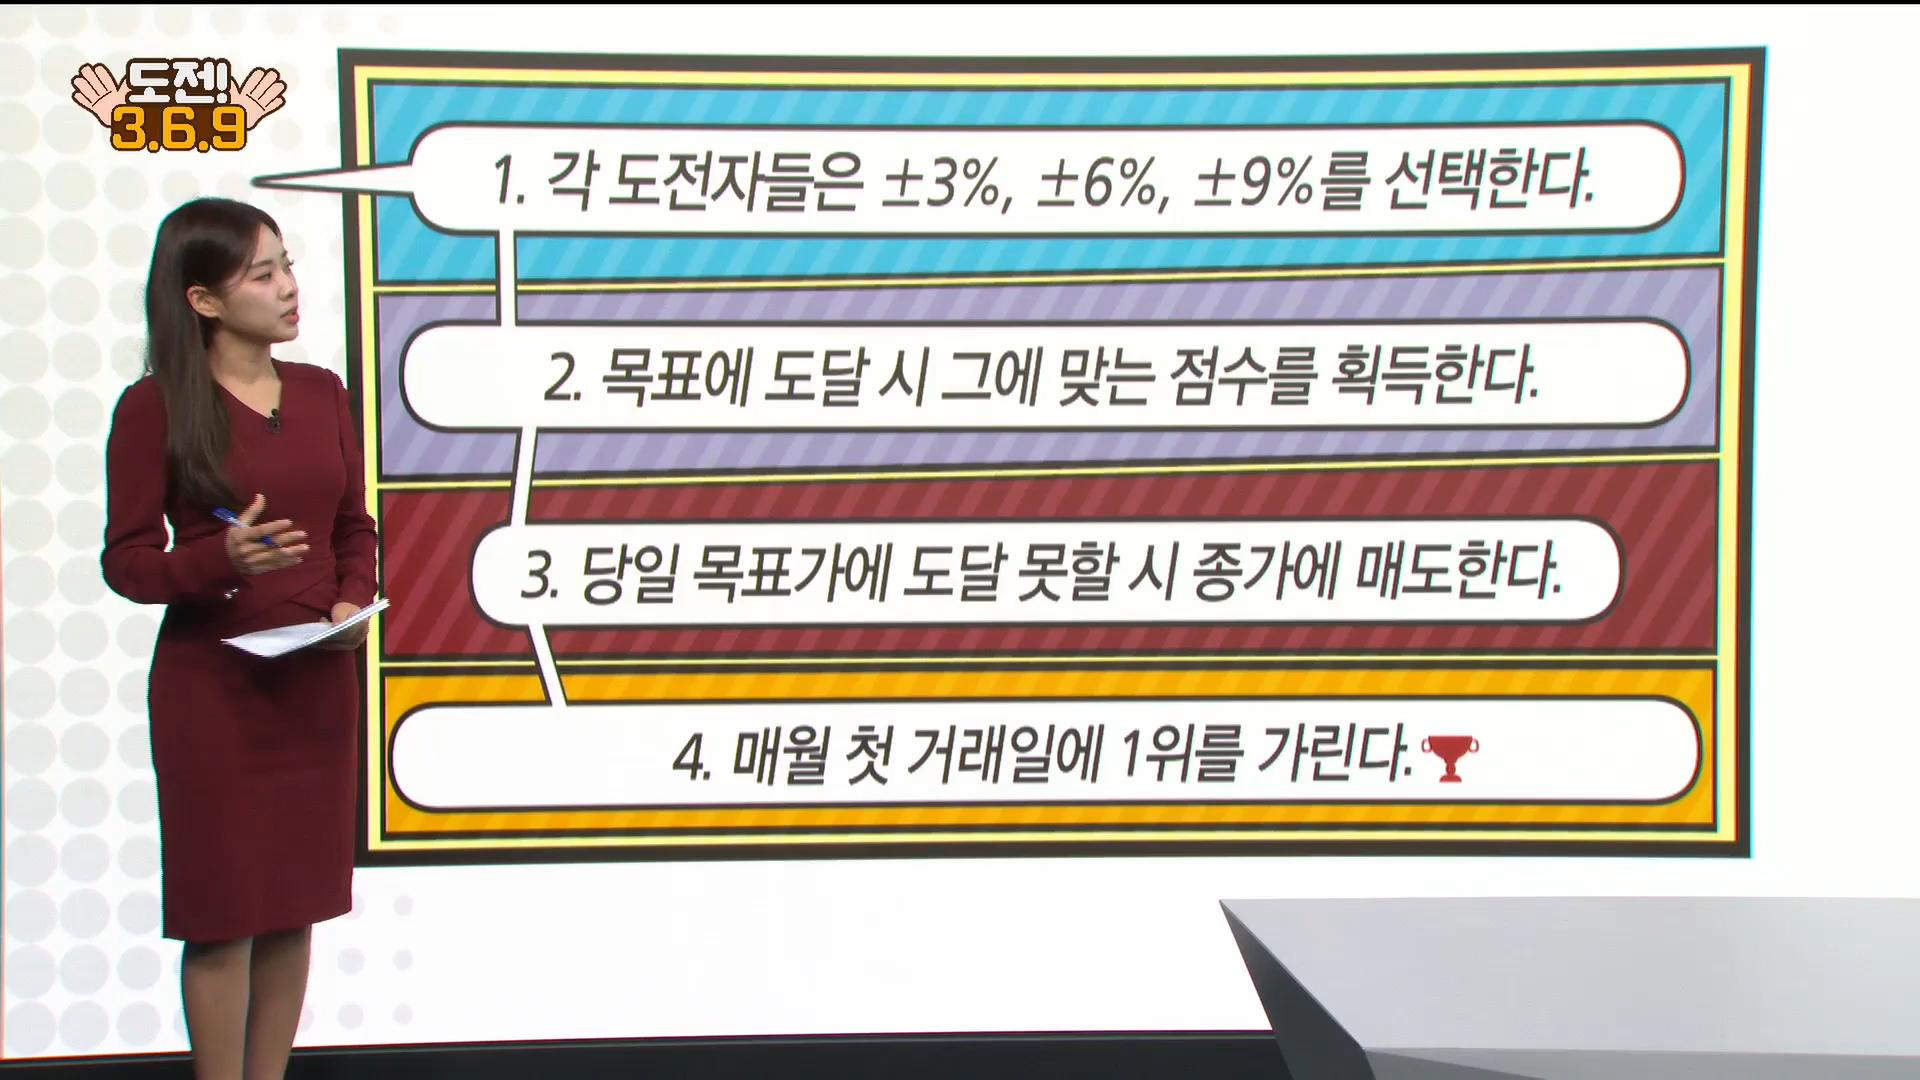 도전!
3.6.9
1. 각 도전자들은 ±3%, ±6%, ±9%를 선택한다.
2. 목표에 도달 시 그에 맞는 점수를 획득한다.
3. 당일 목표가에 도달 못할 시 종가에 매도한다.
4. 매월 첫 거래일에 1위를 가린다.